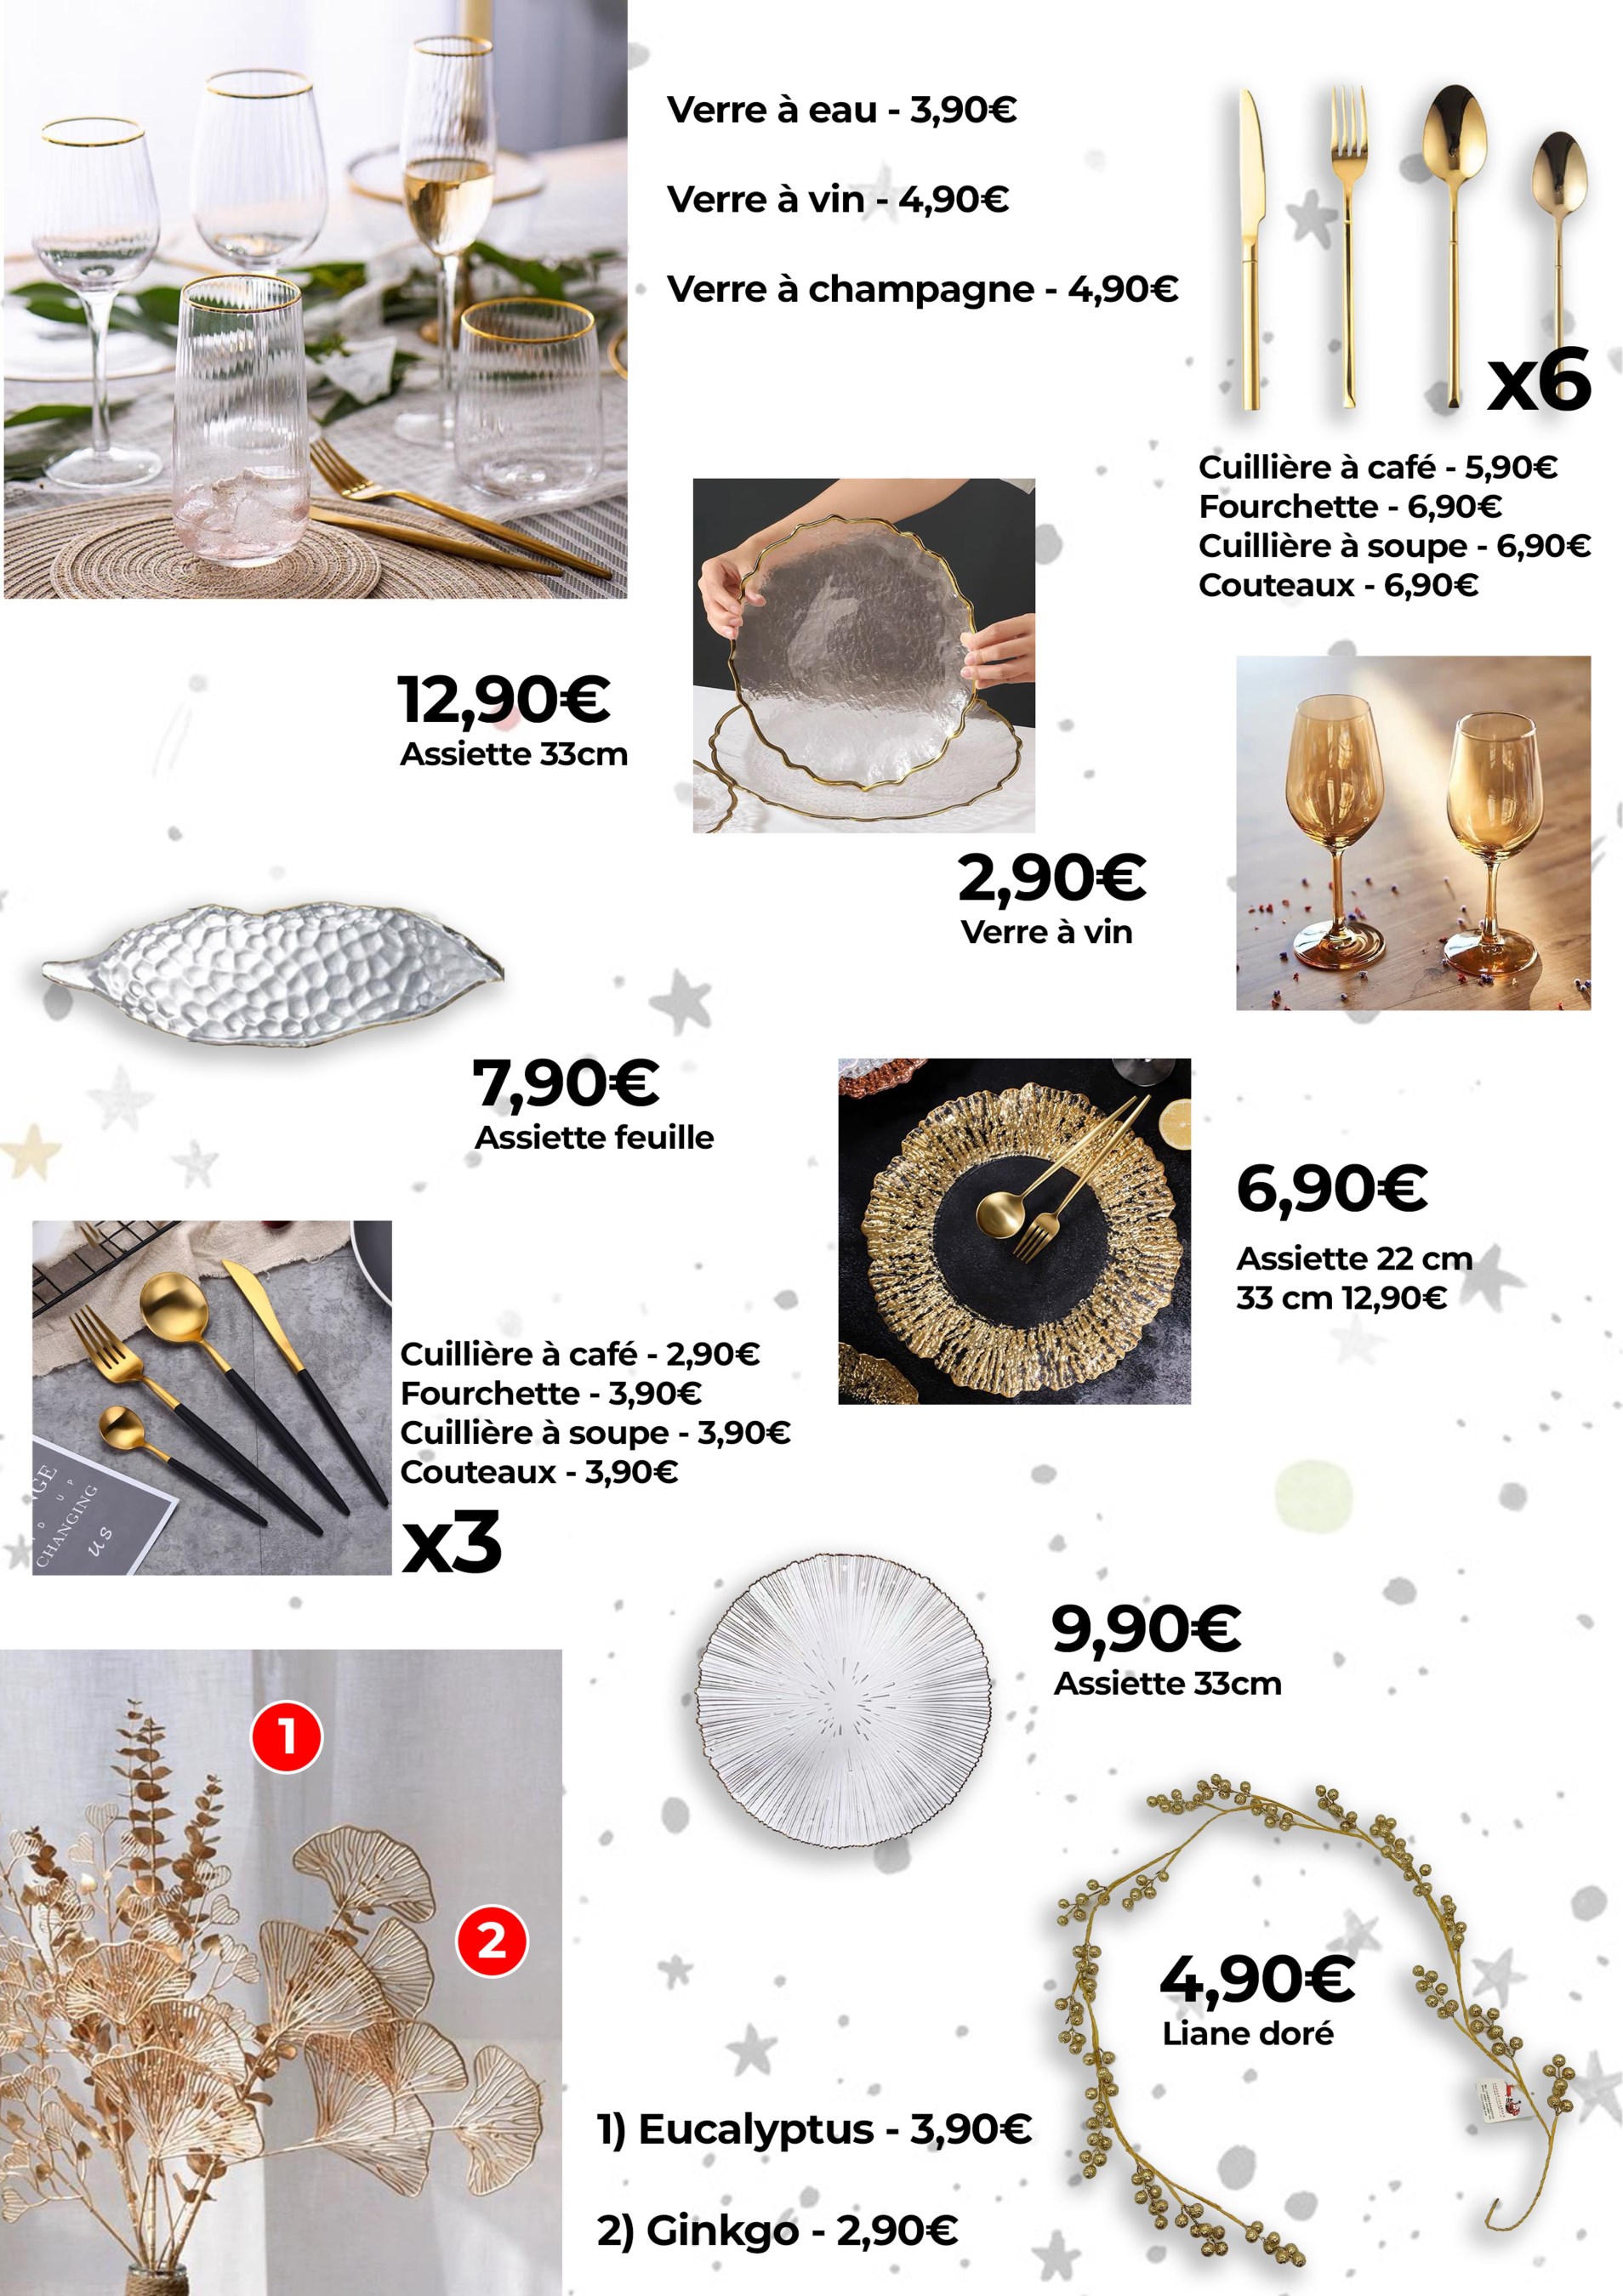 Verre à eau - 3,90€
Verre à vin - 4,90€
Verre à champagne - 4,90€
x6
Cuillière à café - 5,90€
Fourchette - 6,90€
Cuillière à soupe - 6,90€
Couteaux - 6,90€
12,90€
Assiette 33cm
2,90€
Verre à vin
7,90€
Assiette feuille
6,90€
Assiette 22 cm
33 cm 12,90€
Cuillière à café - 2,90€
Fourchette - 3,90€
Cuillière à soupe - 3,90€
Couteaux - 3,90€
x3
CHANGING
us
9,90€
Assiette 33cm
1
2
4,90€
Liane doré
1) Eucalyptus - 3,90€
2) Ginkgo - 2,90€